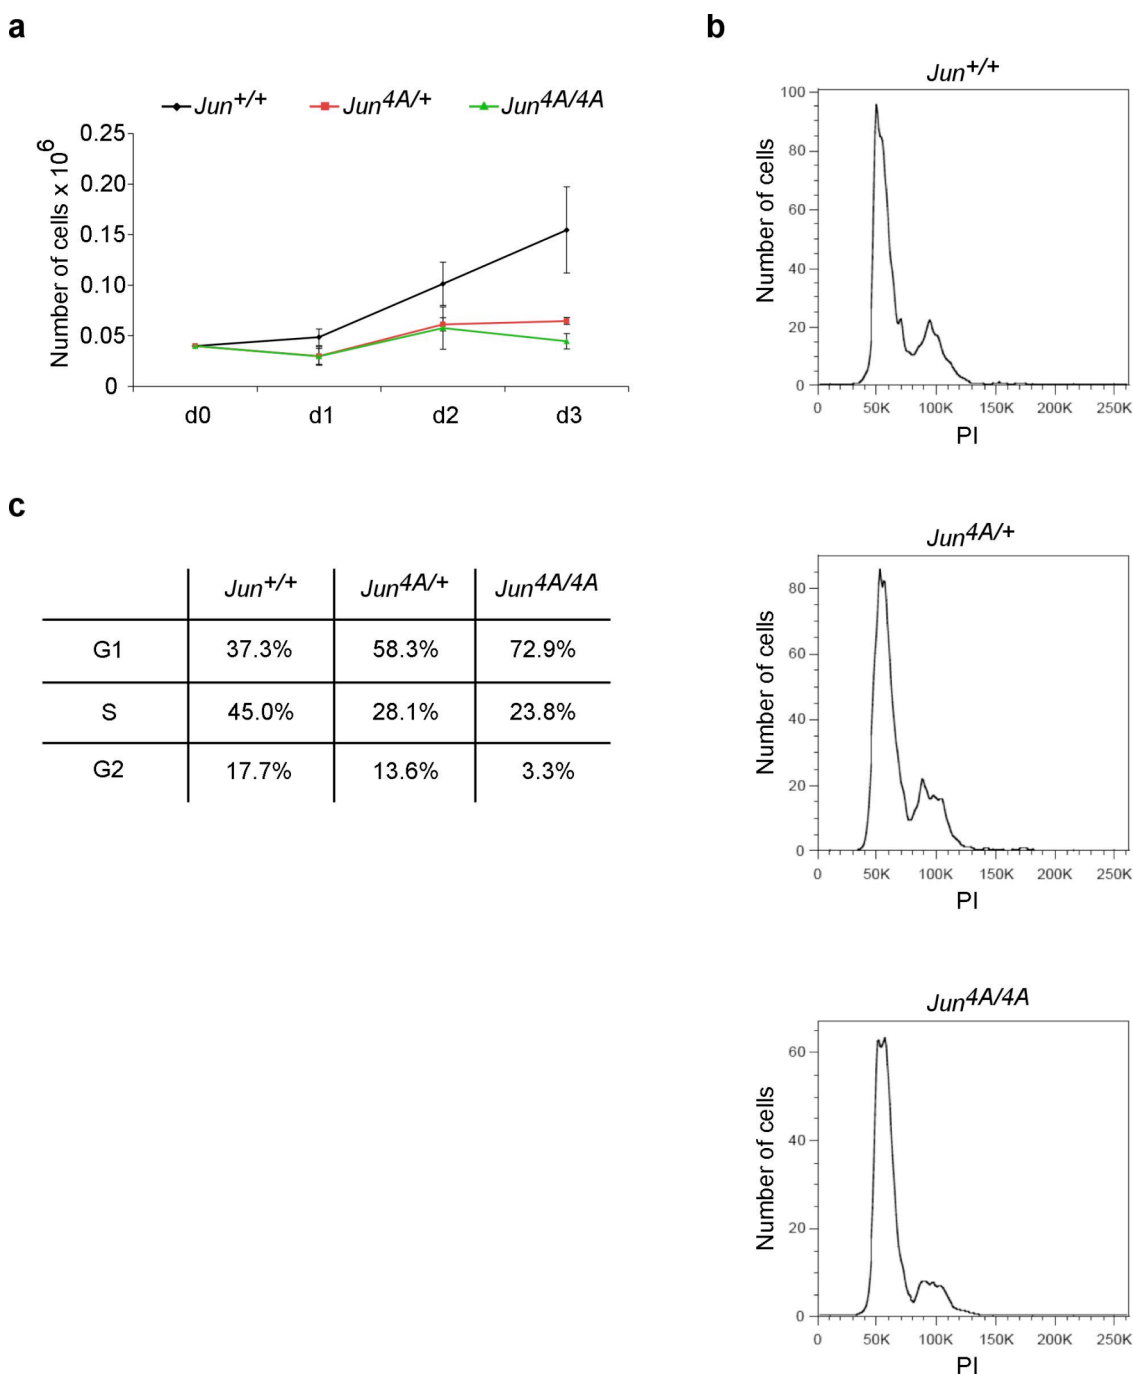 a
Jun+/+ Jun4A/+ Jun4A/4A
Number of cells x 10^6
0.25
0.20
0.15
0.10
0.05
0
d0 d1 d2 d3
b
Jun+/+
Number of cells
100
80
60
40
20
0
0 50K 100K 150K 200K 250K
PI
Jun4A/+
Number of cells
80
60
40
20
0
0 50K 100K 150K 200K 250K
PI
Jun4A/4A
Number of cells
60
40
20
0
0 50K 100K 150K 200K 250K
PI
c
Jun+/+ Jun4A/+ Jun4A/4A
G1 37.3% 58.3% 72.9%
S 45.0% 28.1% 23.8%
G2 17.7% 13.6% 3.3%